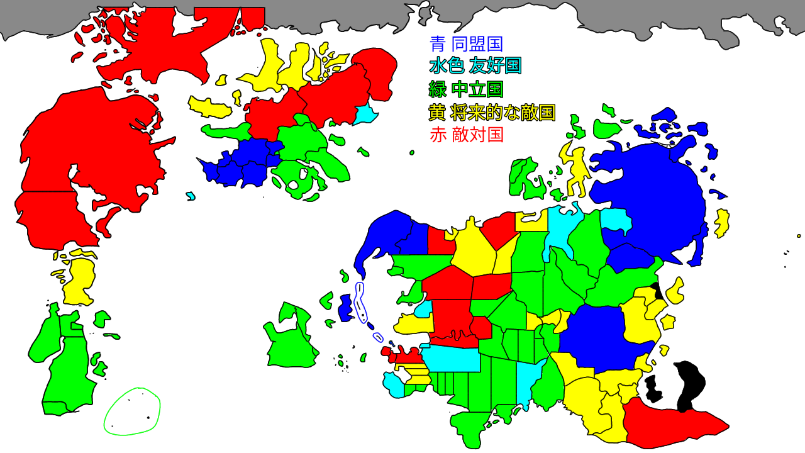 青 同盟国
水色 友好国
緑 中立国
黄 将来的な敵国
赤 敵対国